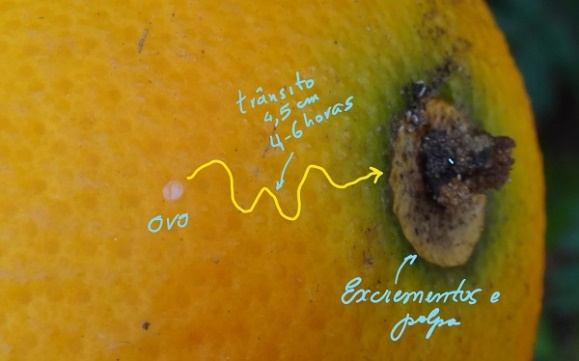 trânsito
4,5 cm
4-6 horas
ovo
Excrementos e
polpa